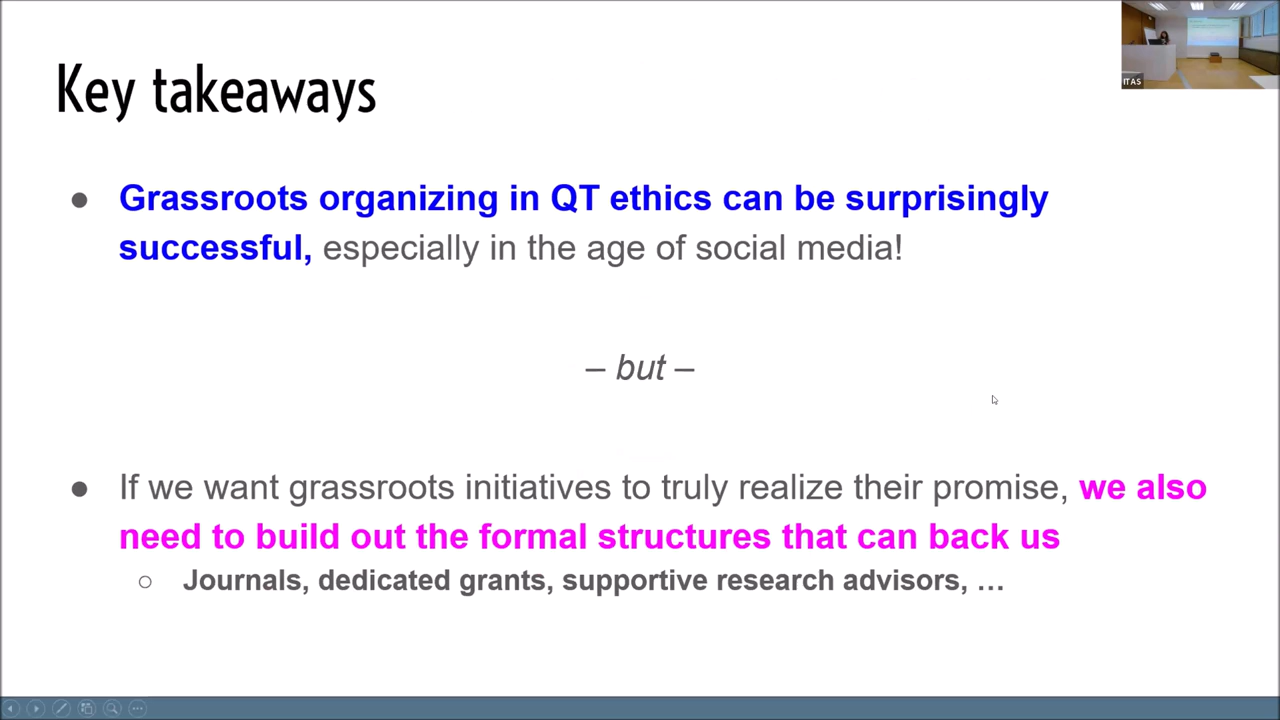 Key takeaways
ITAS
● Grassroots organizing in QT ethics can be surprisingly
successful, especially in the age of social media!
– but –
● If we want grassroots initiatives to truly realize their promise, we also
need to build out the formal structures that can back us
○ Journals, dedicated grants, supportive research advisors, …